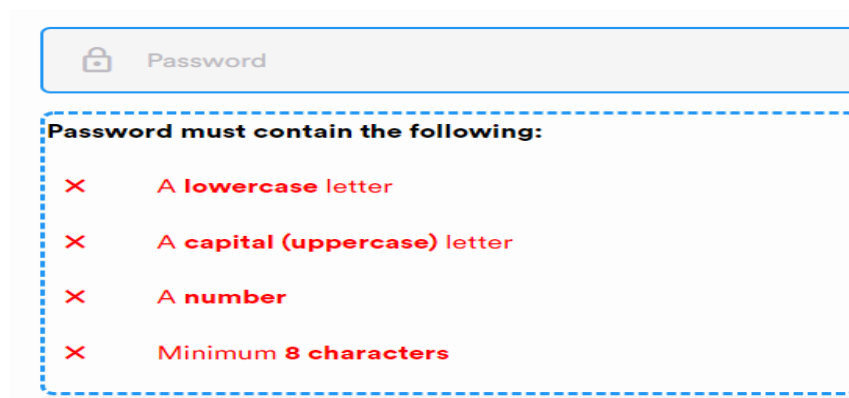 Password
Password must contain the following:
✕ A lowercase letter
✕ A capital (uppercase) letter
✕ A number
✕ Minimum 8 characters